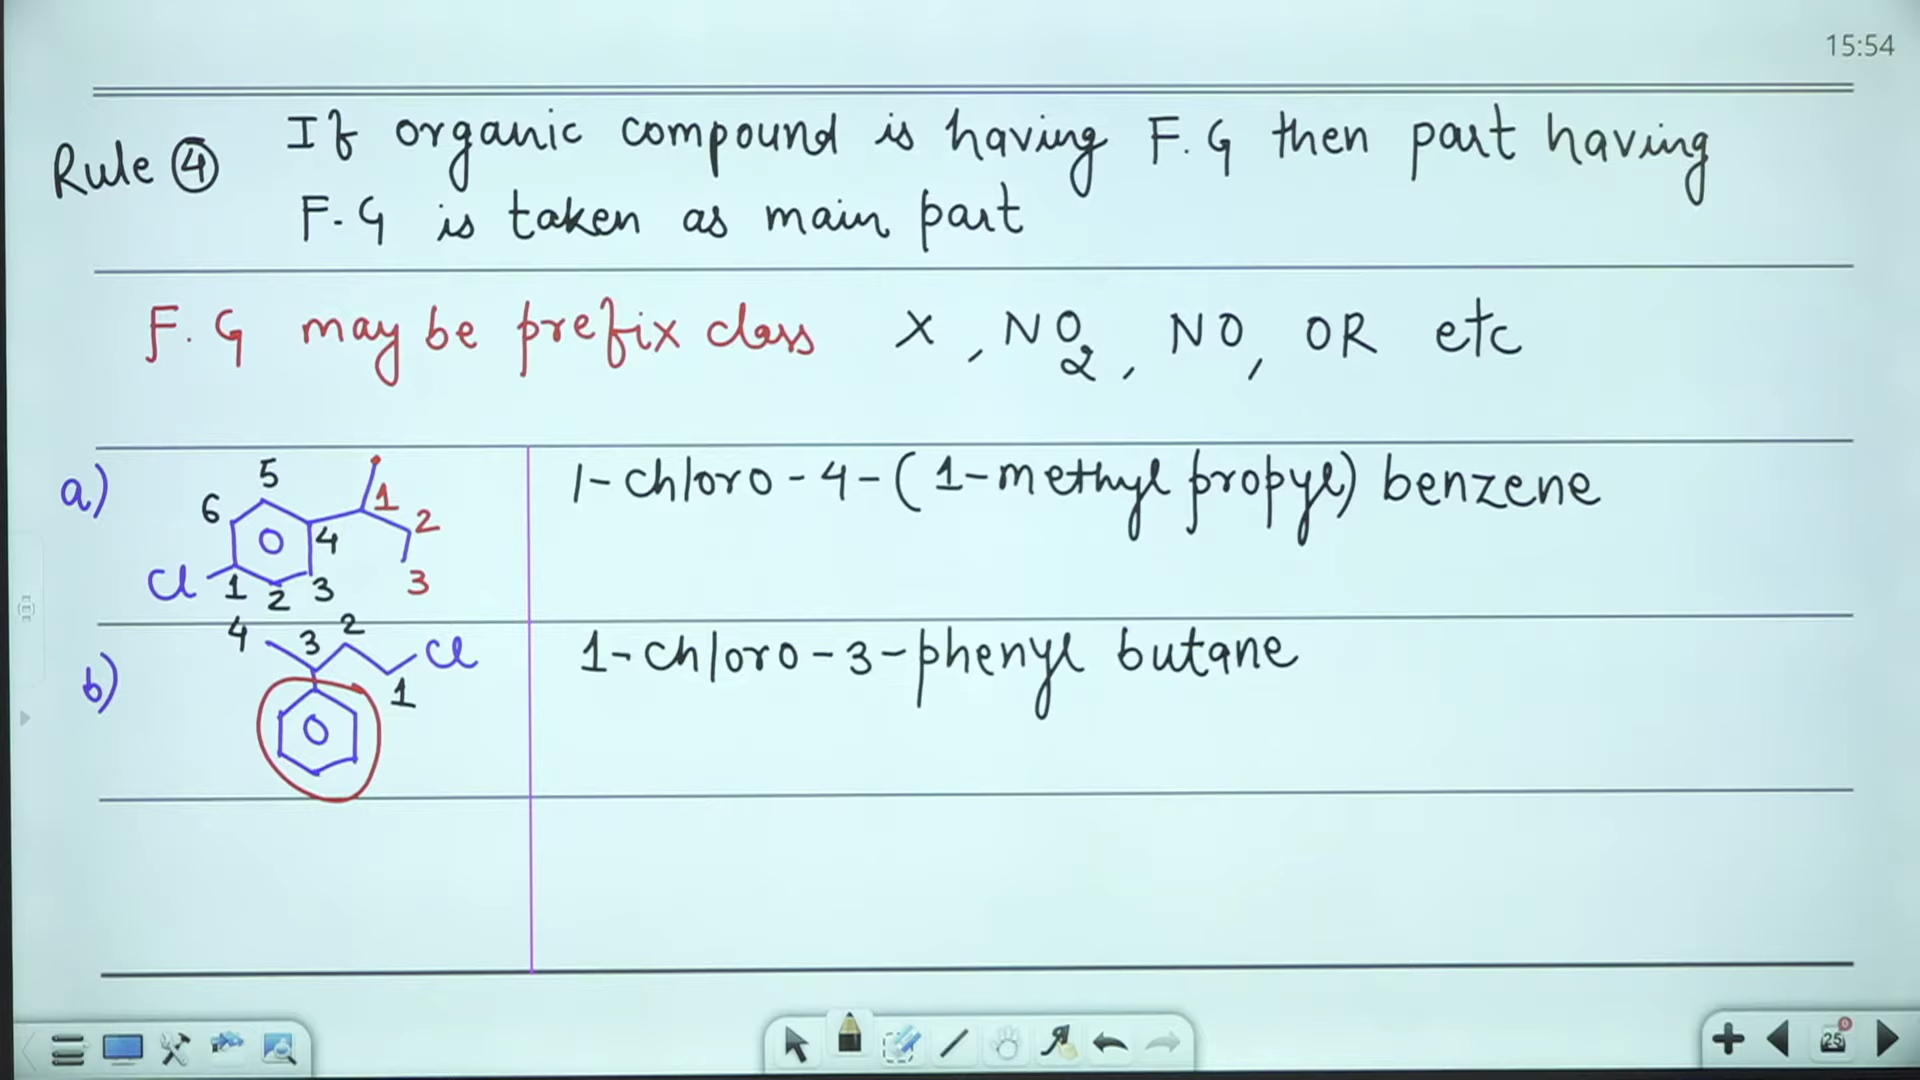 15:54
Rule ④ If organic compound is having F.G then part having
F.G is taken as main part
F.G may be prefix class X, NO2, NO, OR etc
a) 1-chloro-4-(1-methyl propyl) benzene
5
6 1
4 2
Cl 1 2 3 3
b) 1-chloro-3-phenyl butane
4 3 2 Cl
1
25